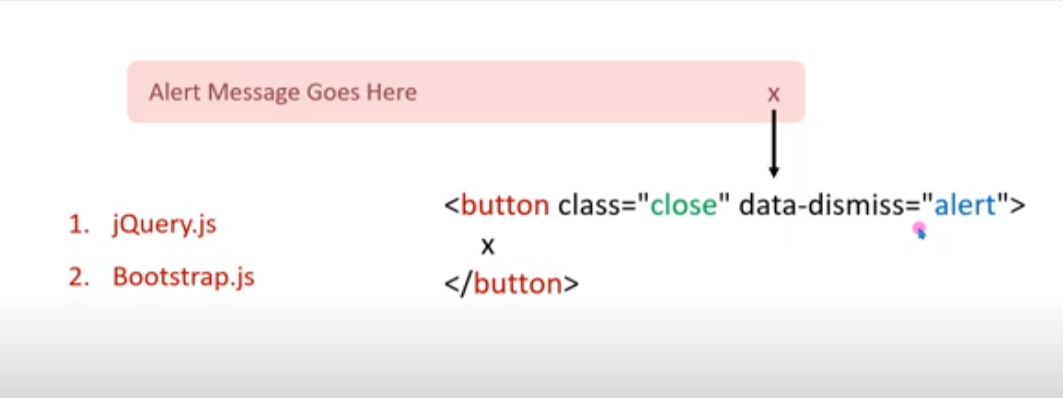 Alert Message Goes Here x
<button class="close" data-dismiss="alert">
x
</button>
1. jQuery.js
2. Bootstrap.js